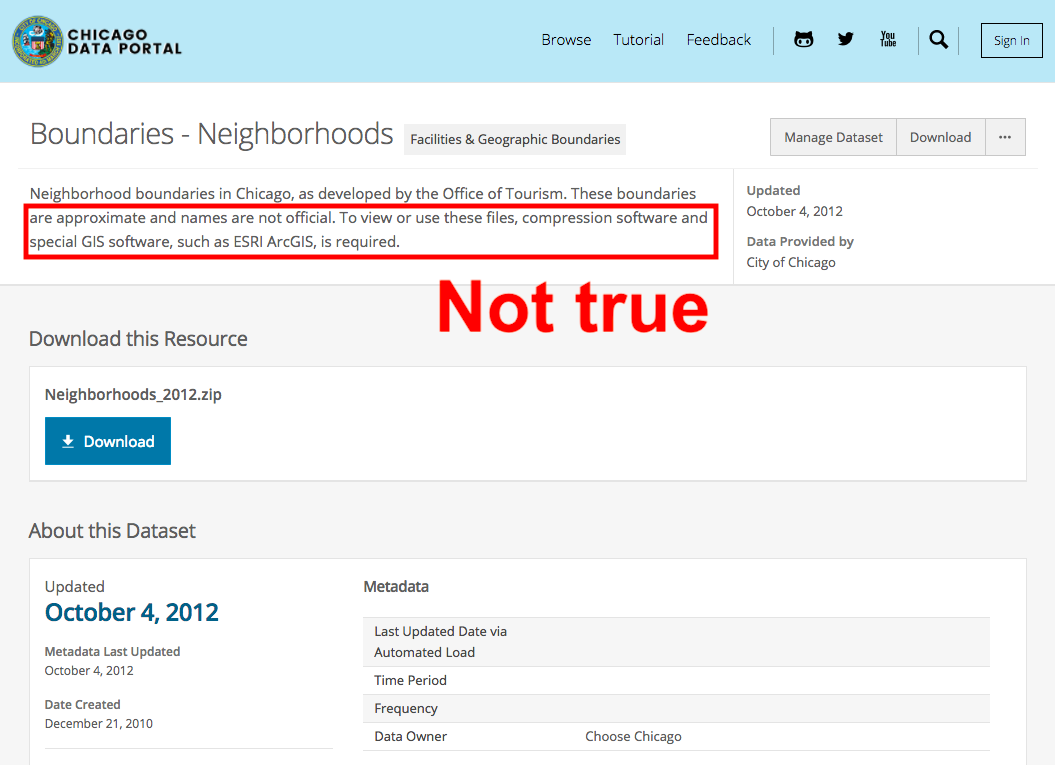 CHICAGO
DATA PORTAL
Browse Tutorial Feedback You Tube Sign In
Boundaries - Neighborhoods Facilities & Geographic Boundaries Manage Dataset Download ...
Neighborhood boundaries in Chicago, as developed by the Office of Tourism. These boundaries
are approximate and names are not official. To view or use these files, compression software and
special GIS software, such as ESRI ArcGIS, is required.
Updated
October 4, 2012
Data Provided by
City of Chicago
Not true
Download this Resource
Neighborhoods_2012.zip
Download
About this Dataset
Updated
October 4, 2012
Metadata Last Updated
October 4, 2012
Date Created
December 21, 2010
Metadata
Last Updated Date via
Automated Load
Time Period
Frequency
Data Owner Choose Chicago